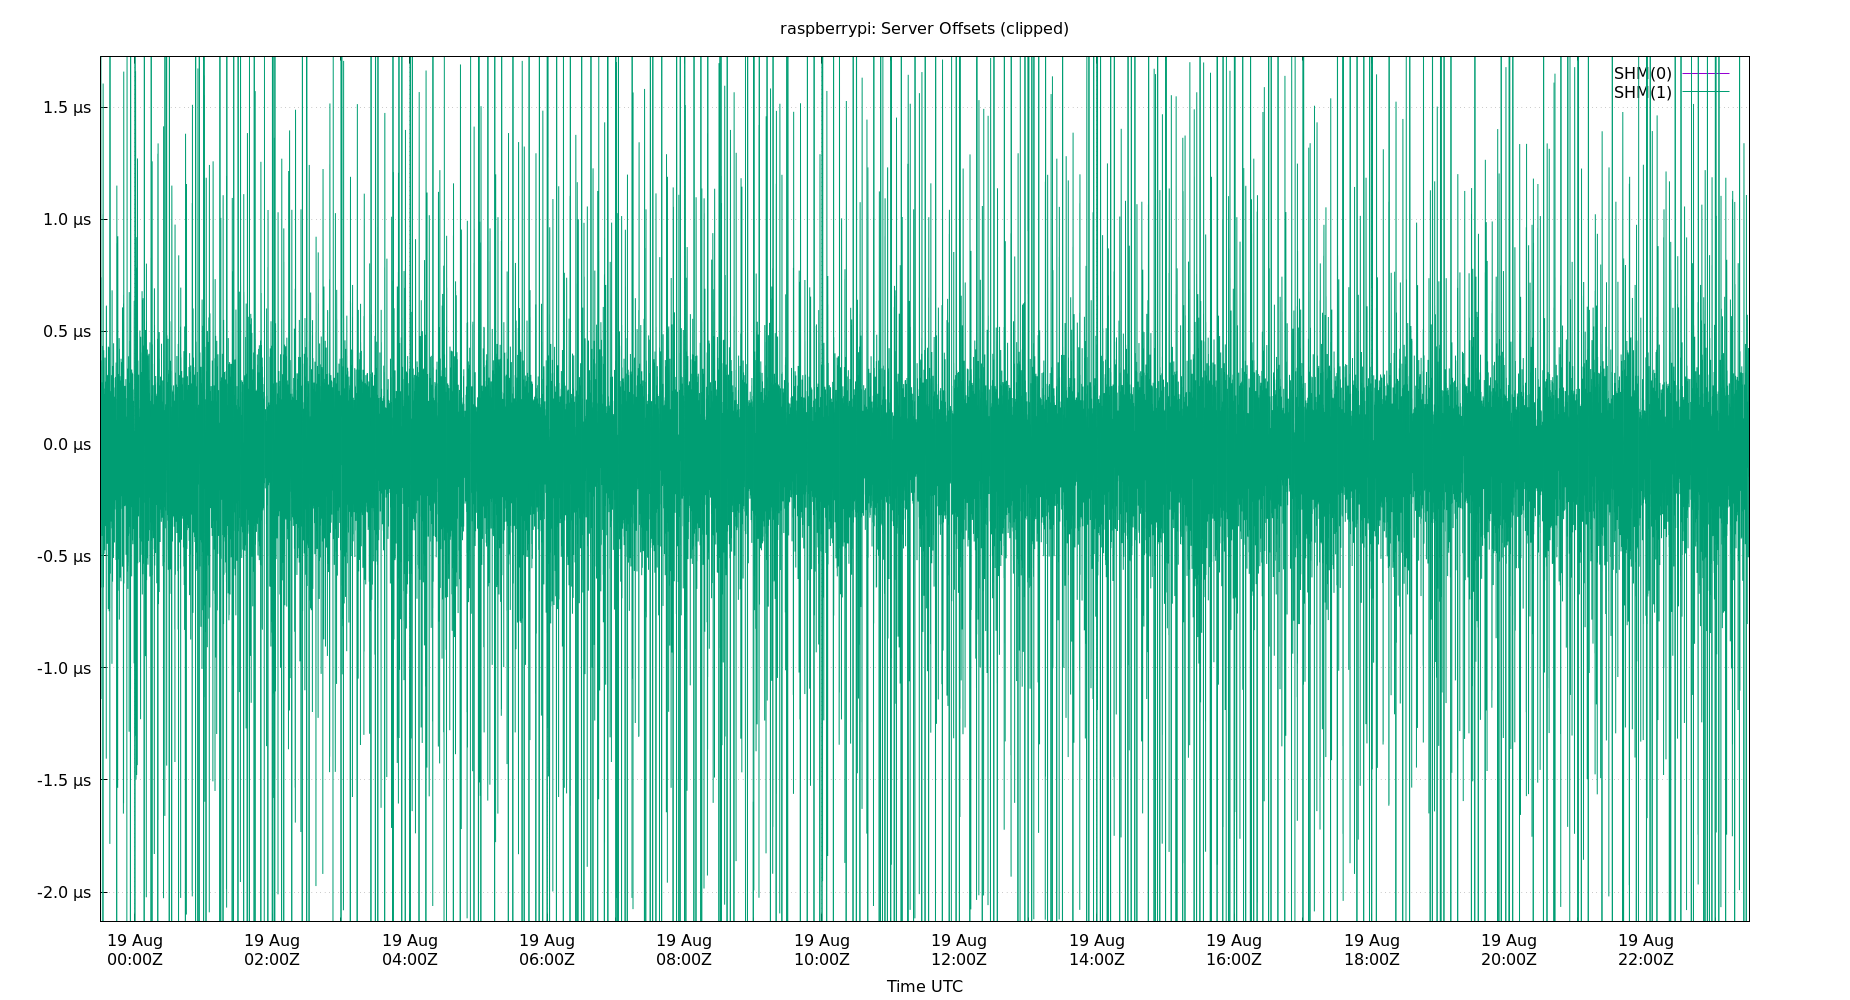 raspberrypi: Server Offsets (clipped)
SHM(0)
SHM(1)
1.5 µs
1.0 µs
0.5 µs
0.0 µs
-0.5 µs
-1.0 µs
-1.5 µs
-2.0 µs
19 Aug 19 Aug 19 Aug 19 Aug 19 Aug 19 Aug 19 Aug 19 Aug 19 Aug 19 Aug 19 Aug 19 Aug
00:00Z 02:00Z 04:00Z 06:00Z 08:00Z 10:00Z 12:00Z 14:00Z 16:00Z 18:00Z 20:00Z 22:00Z
Time UTC